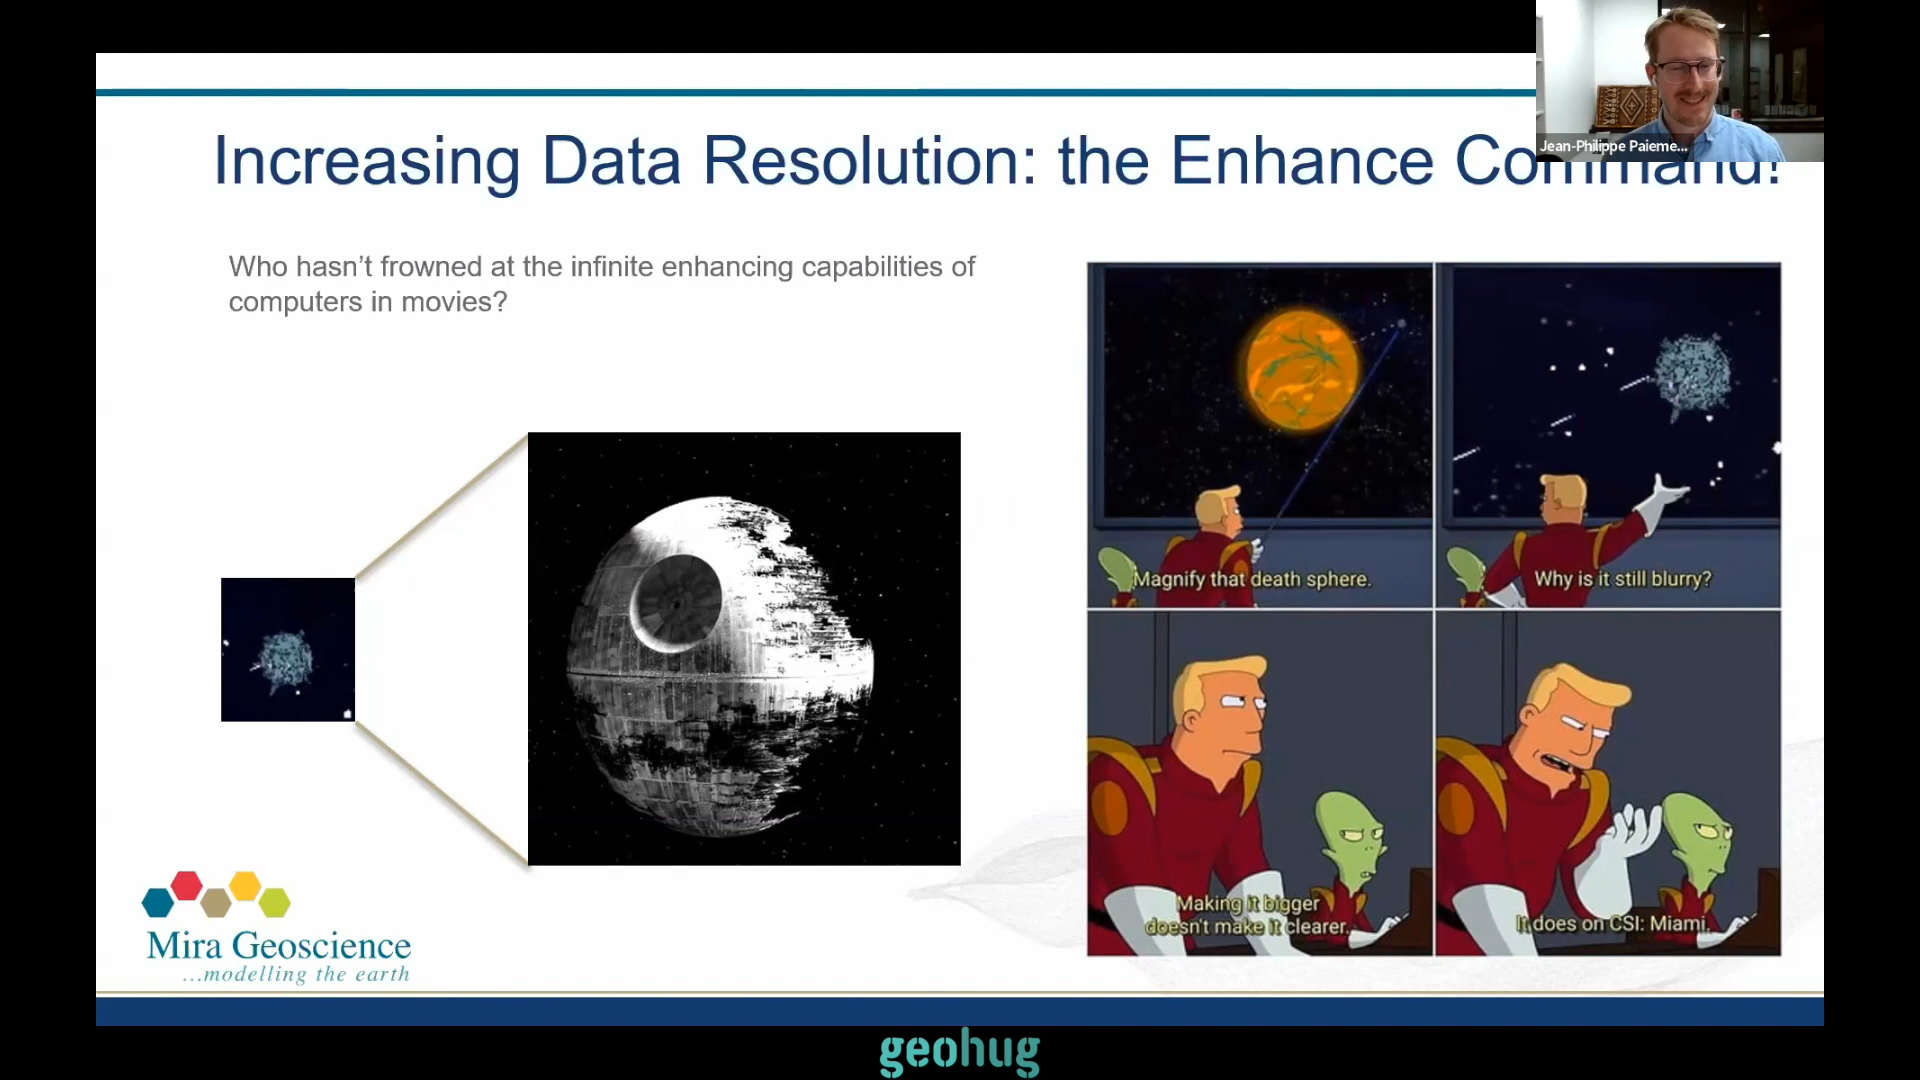 Increasing Data Resolution: the Enhance Command!
Jean-Philippe Paieme...
Who hasn't frowned at the infinite enhancing capabilities of
computers in movies?
Magnify that death sphere.
Why is it still blurry?
Making it bigger
doesn't make it clearer.
It does on CSI: Miami.
Mira Geoscience
...modelling the earth
geohug